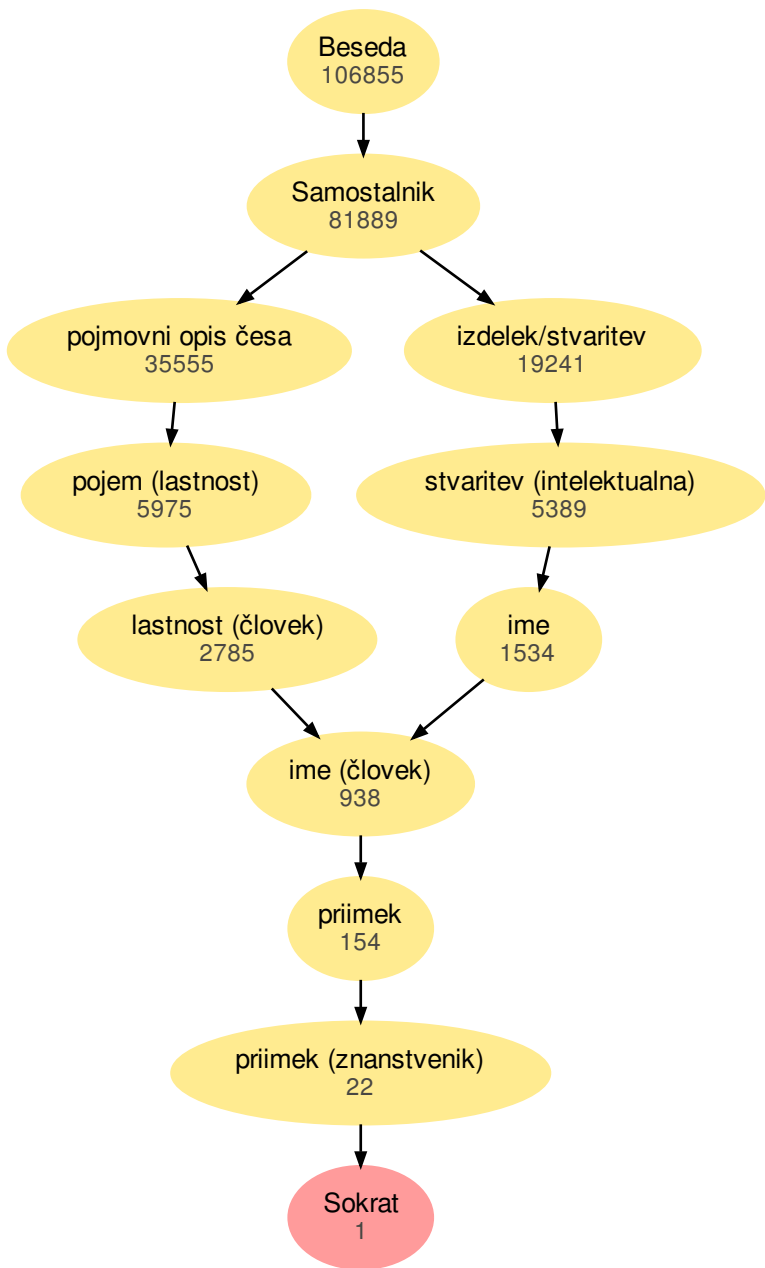 Beseda
106855
Samostalnik
81889
pojmovni opis česa
35555
izdelek/stvaritev
19241
pojem (lastnost)
5975
stvaritev (intelektualna)
5389
lastnost (človek)
2785
ime
1534
ime (človek)
938
priimek
154
priimek (znanstvenik)
22
Sokrat
1